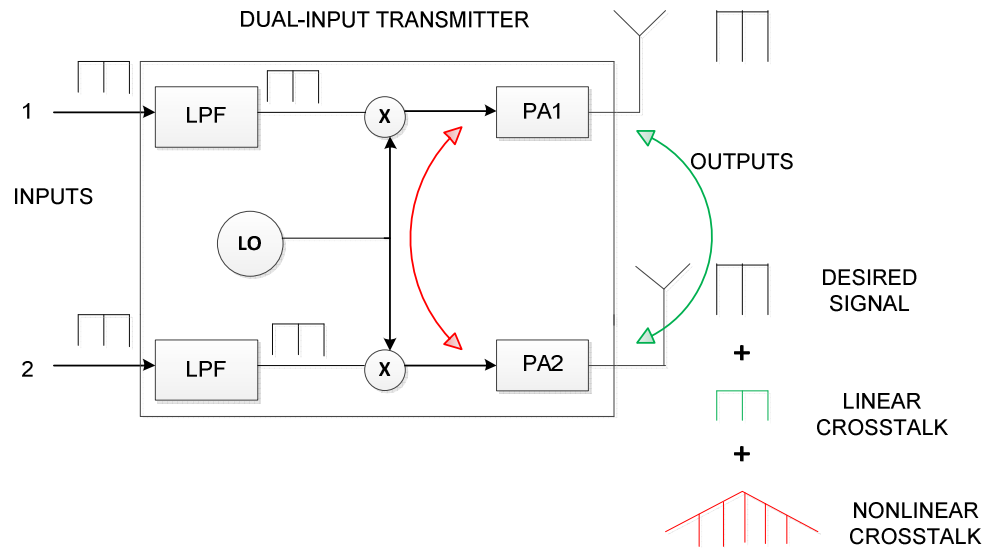 DUAL-INPUT TRANSMITTER
1
LPF
X
PA1
OUTPUTS
INPUTS
LO
DESIRED
SIGNAL
2
LPF
X
PA2
+
LINEAR
CROSSTALK
+
NONLINEAR
CROSSTALK